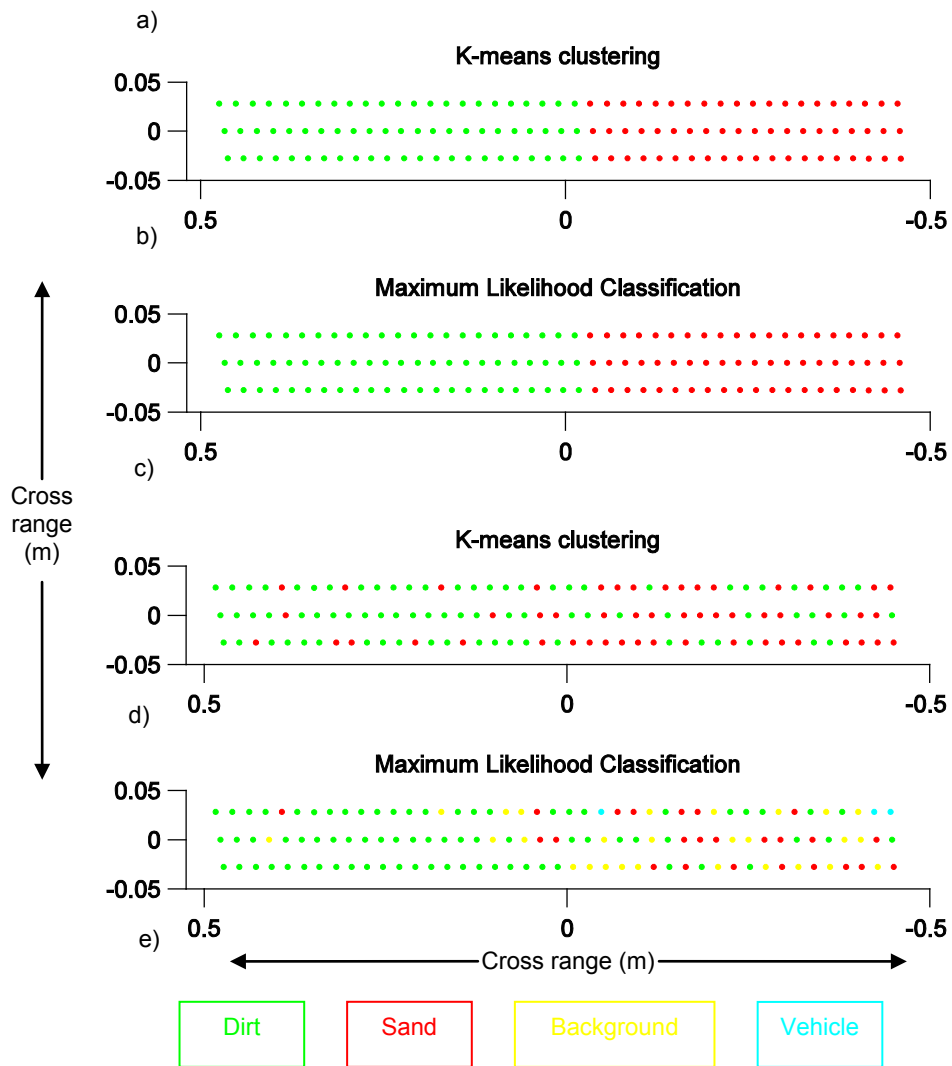 a)
K-means clustering
0.05
0
-0.05
0.5 0 -0.5
b)
Maximum Likelihood Classification
0.05
0
-0.05
0.5 0 -0.5
c)
Cross
range
(m)
K-means clustering
0.05
0
-0.05
0.5 0 -0.5
d)
Maximum Likelihood Classification
0.05
0
-0.05
0.5 0 -0.5
e)
Cross range (m)
Dirt Sand Background Vehicle